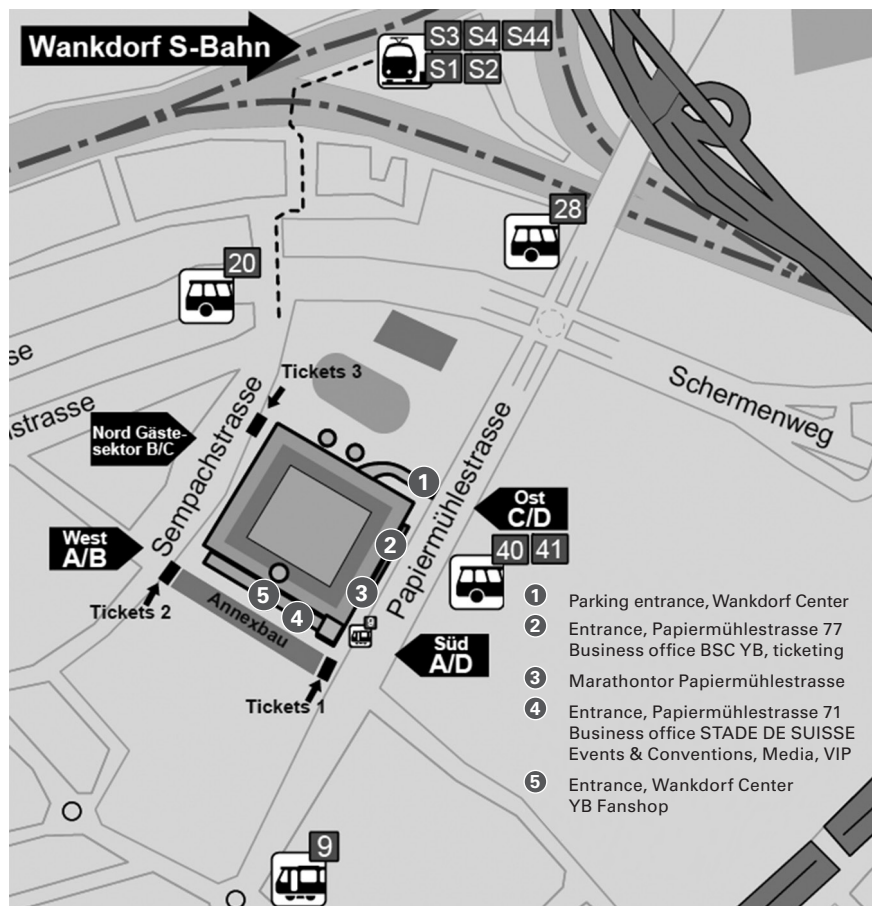 Wankdorf S-Bahn
S3 S4 S44
S1 S2
28
20
se
hstrasse
Tickets 3
Schermenweg
Nord Gäste-
sektor B/C
Sempachstrasse
Papiermühlestrasse
1
Ost
C/D
West
A/B
2
40 41
Tickets 2
5
3
4
Annexbau
Süd
A/D
Tickets 1
9
1 Parking entrance, Wankdorf Center
2 Entrance, Papiermühlestrasse 77
Business office BSC YB, ticketing
3 Marathontor Papiermühlestrasse
4 Entrance, Papiermühlestrasse 71
Business office STADE DE SUISSE
Events & Conventions, Media, VIP
5 Entrance, Wankdorf Center
YB Fanshop